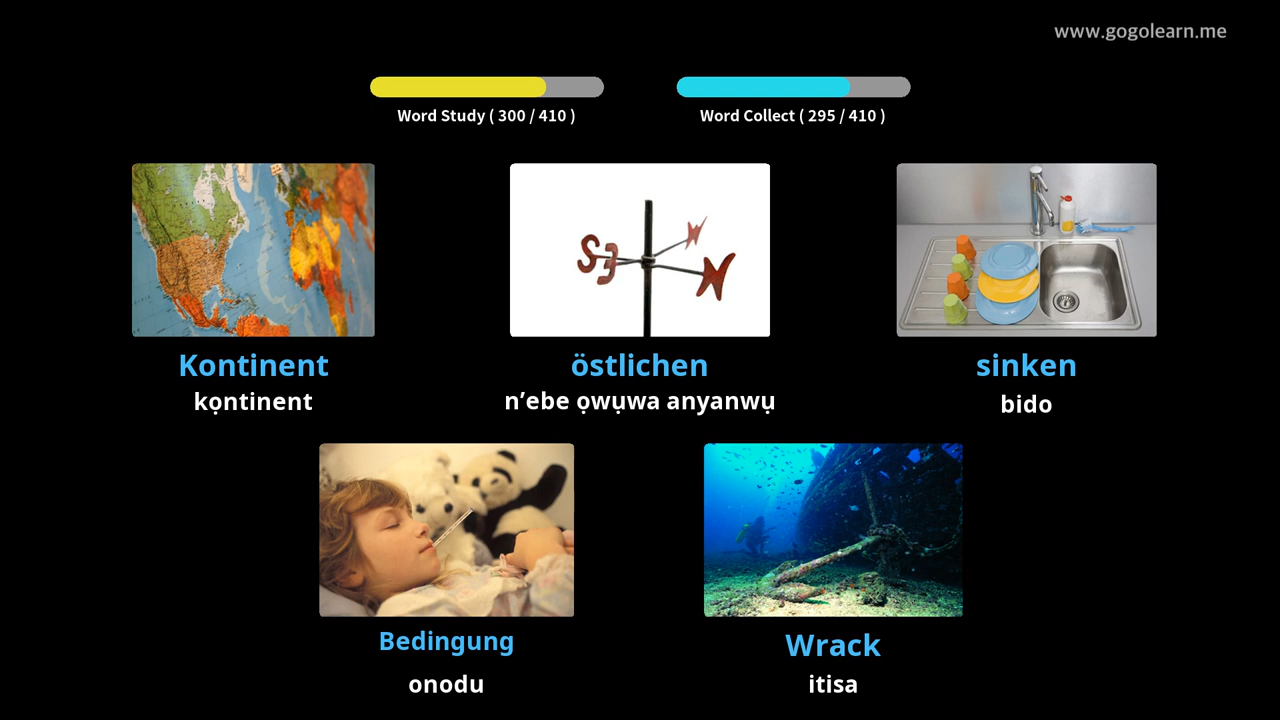 www.gogolearn.me
Word Study ( 300 / 410 )
Word Collect ( 295 / 410 )
S E N W
Kontinent
kọntinent
östlichen
n’ebe ọwụwa anyanwụ
sinken
bido
Bedingung
onodu
Wrack
itisa